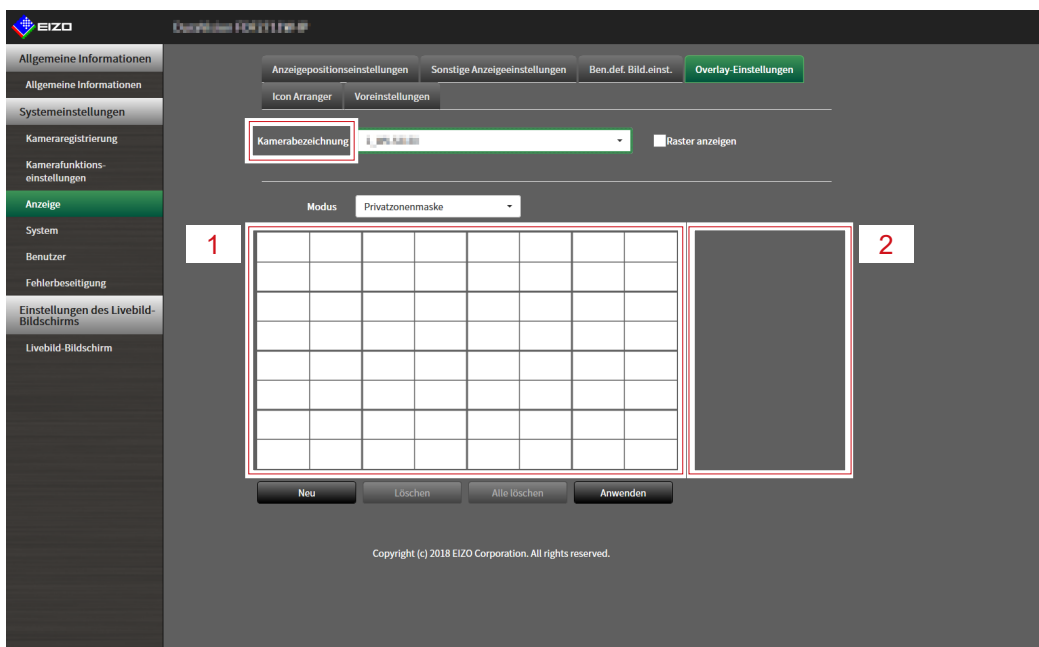 EIZO
Allgemeine Informationen
Allgemeine Informationen
Systemeinstellungen
Kameraregistrierung
Kamerafunktions-
einstellungen
Anzeige
System
Benutzer
Fehlerbeseitigung
Einstellungen des Livebild-
Bildschirms
Livebild-Bildschirm
Anzeigepositionseinstellungen Sonstige Anzeigeeinstellungen Ben.def. Bild.einst. Overlay-Einstellungen
Icon Arranger Voreinstellungen
Kamerabezeichnung Raster anzeigen
Modus Privatzonenmaske
1 2
Neu Löschen Alle löschen Anwenden
Copyright (c) 2018 EIZO Corporation. All rights reserved.